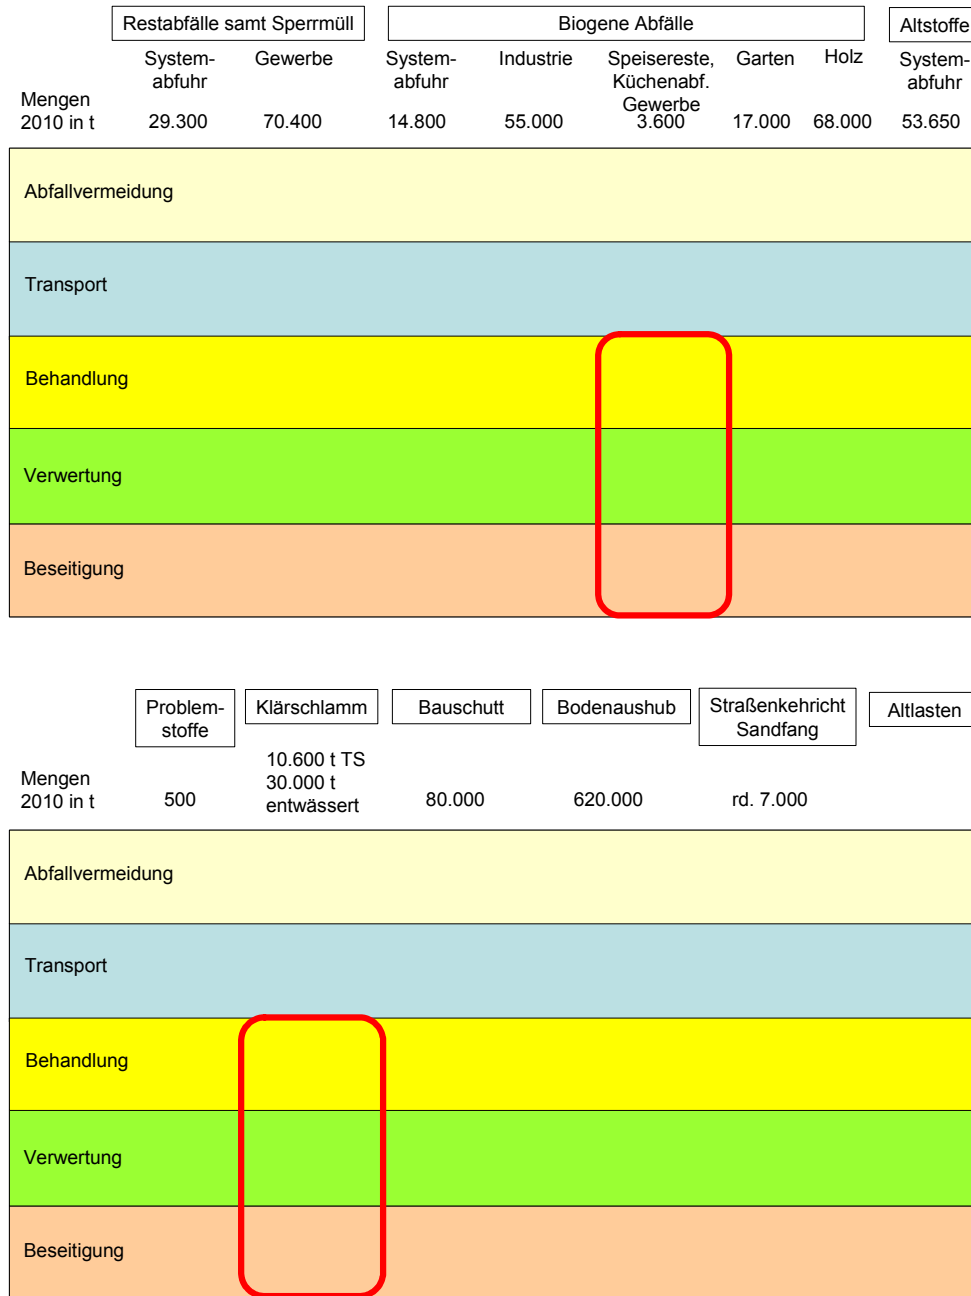 Restabfälle samt Sperrmüll
Biogene Abfälle
Altstoffe
System-
abfuhr
Gewerbe
System-
abfuhr
Industrie
Speisereste,
Küchenabf.
Gewerbe
Garten
Holz
System-
abfuhr
Mengen
2010 in t
29.300
70.400
14.800
55.000
3.600
17.000
68.000
53.650
Abfallvermeidung
Transport
Behandlung
Verwertung
Beseitigung
Problem-
stoffe
Klärschlamm
Bauschutt
Bodenaushub
Straßenkehricht
Sandfang
Altlasten
Mengen
2010 in t
500
10.600 t TS
30.000 t
entwässert
80.000
620.000
rd. 7.000
Abfallvermeidung
Transport
Behandlung
Verwertung
Beseitigung